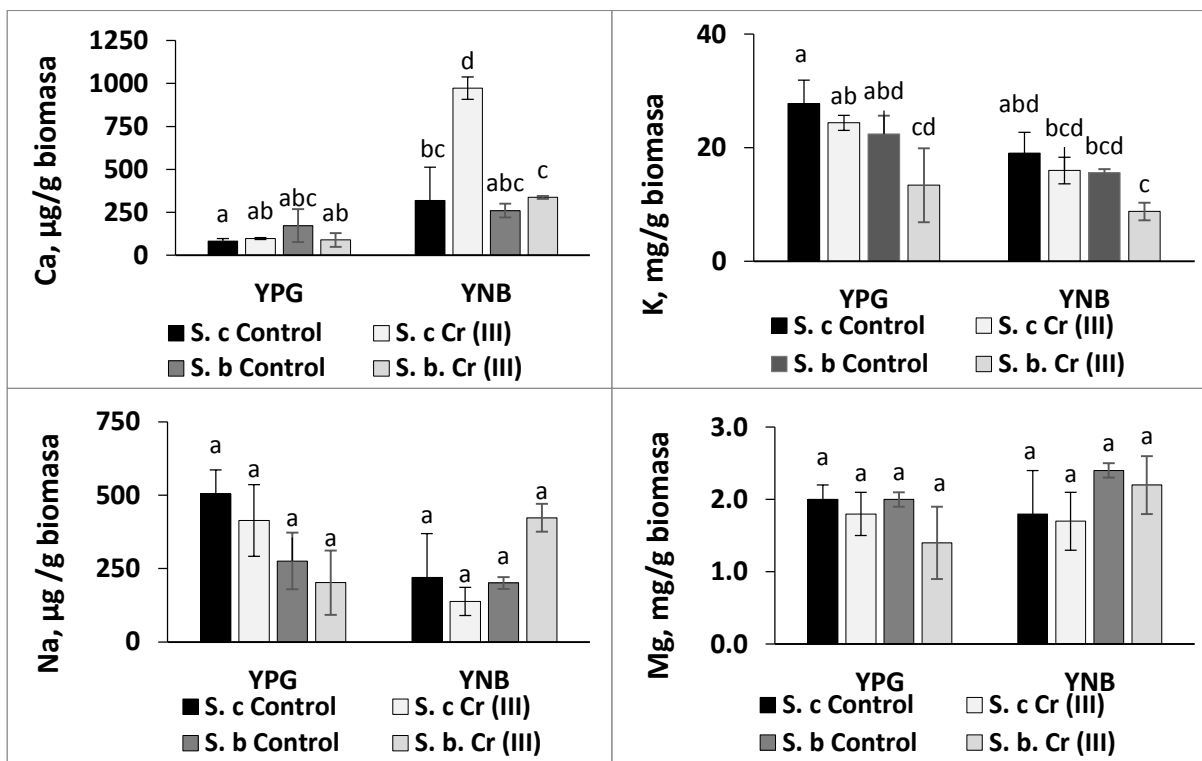 Ca, µg/g biomasa
1250
1000
750
500
250
0
a
ab
abc
ab
bc
d
abc
c
YPG
YNB
S. c Control
S. c Cr (III)
S. b Control
S. b. Cr (III)
K, mg/g biomasa
40
20
0
a
ab
abd
cd
abd
bcd
bcd
c
YPG
YNB
S. c Control
S. c Cr (III)
S. b Control
S. b. Cr (III)
Na, µg /g biomasa
750
500
250
0
a
a
a
a
a
a
a
a
YPG
YNB
S. c Control
S. c Cr (III)
S. b Control
S. b. Cr (III)
Mg, mg/g biomasa
3.0
2.0
1.0
0.0
a
a
a
a
a
a
a
a
YPG
YNB
S. c Control
S. c Cr (III)
S. b Control
S. b. Cr (III)